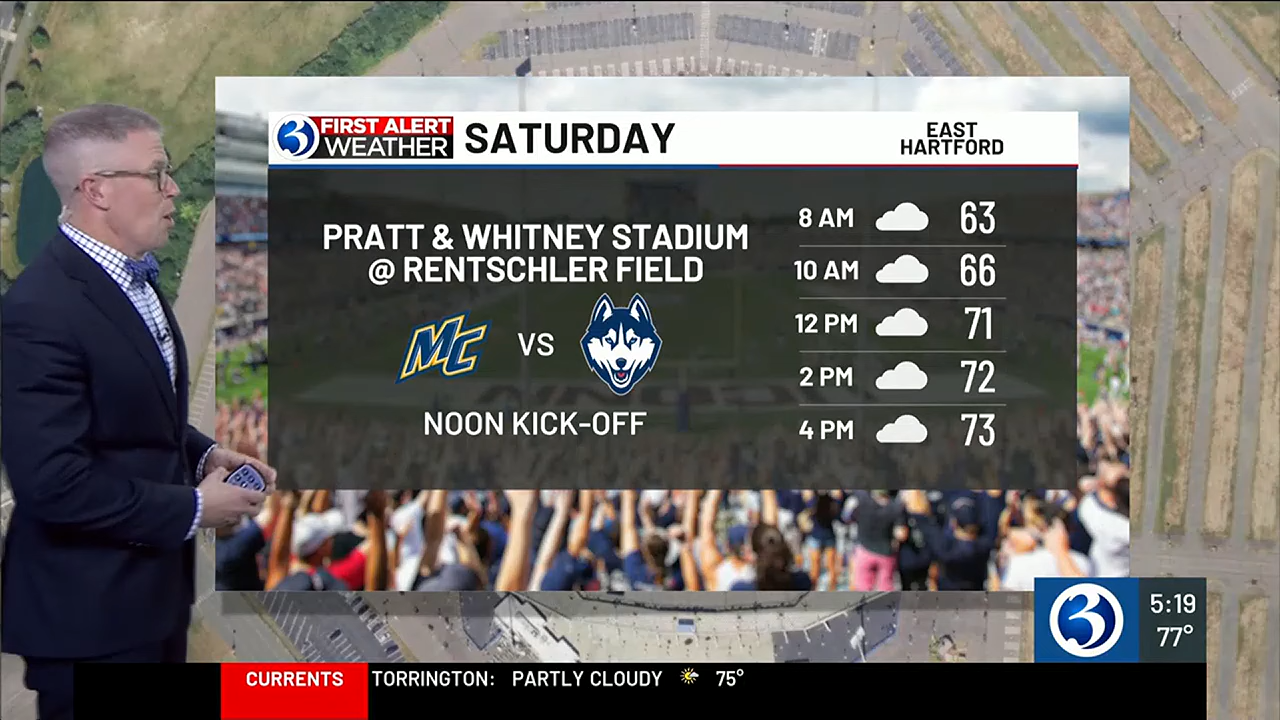 3 FIRST ALERT
WEATHER
SATURDAY
EAST
HARTFORD
PRATT & WHITNEY STADIUM
@ RENTSCHLER FIELD
MC VS
NOON KICK-OFF
8 AM 63
10 AM 66
12 PM 71
2 PM 72
4 PM 73
3 5:19
77°
CURRENTS TORRINGTON: PARTLY CLOUDY 75°